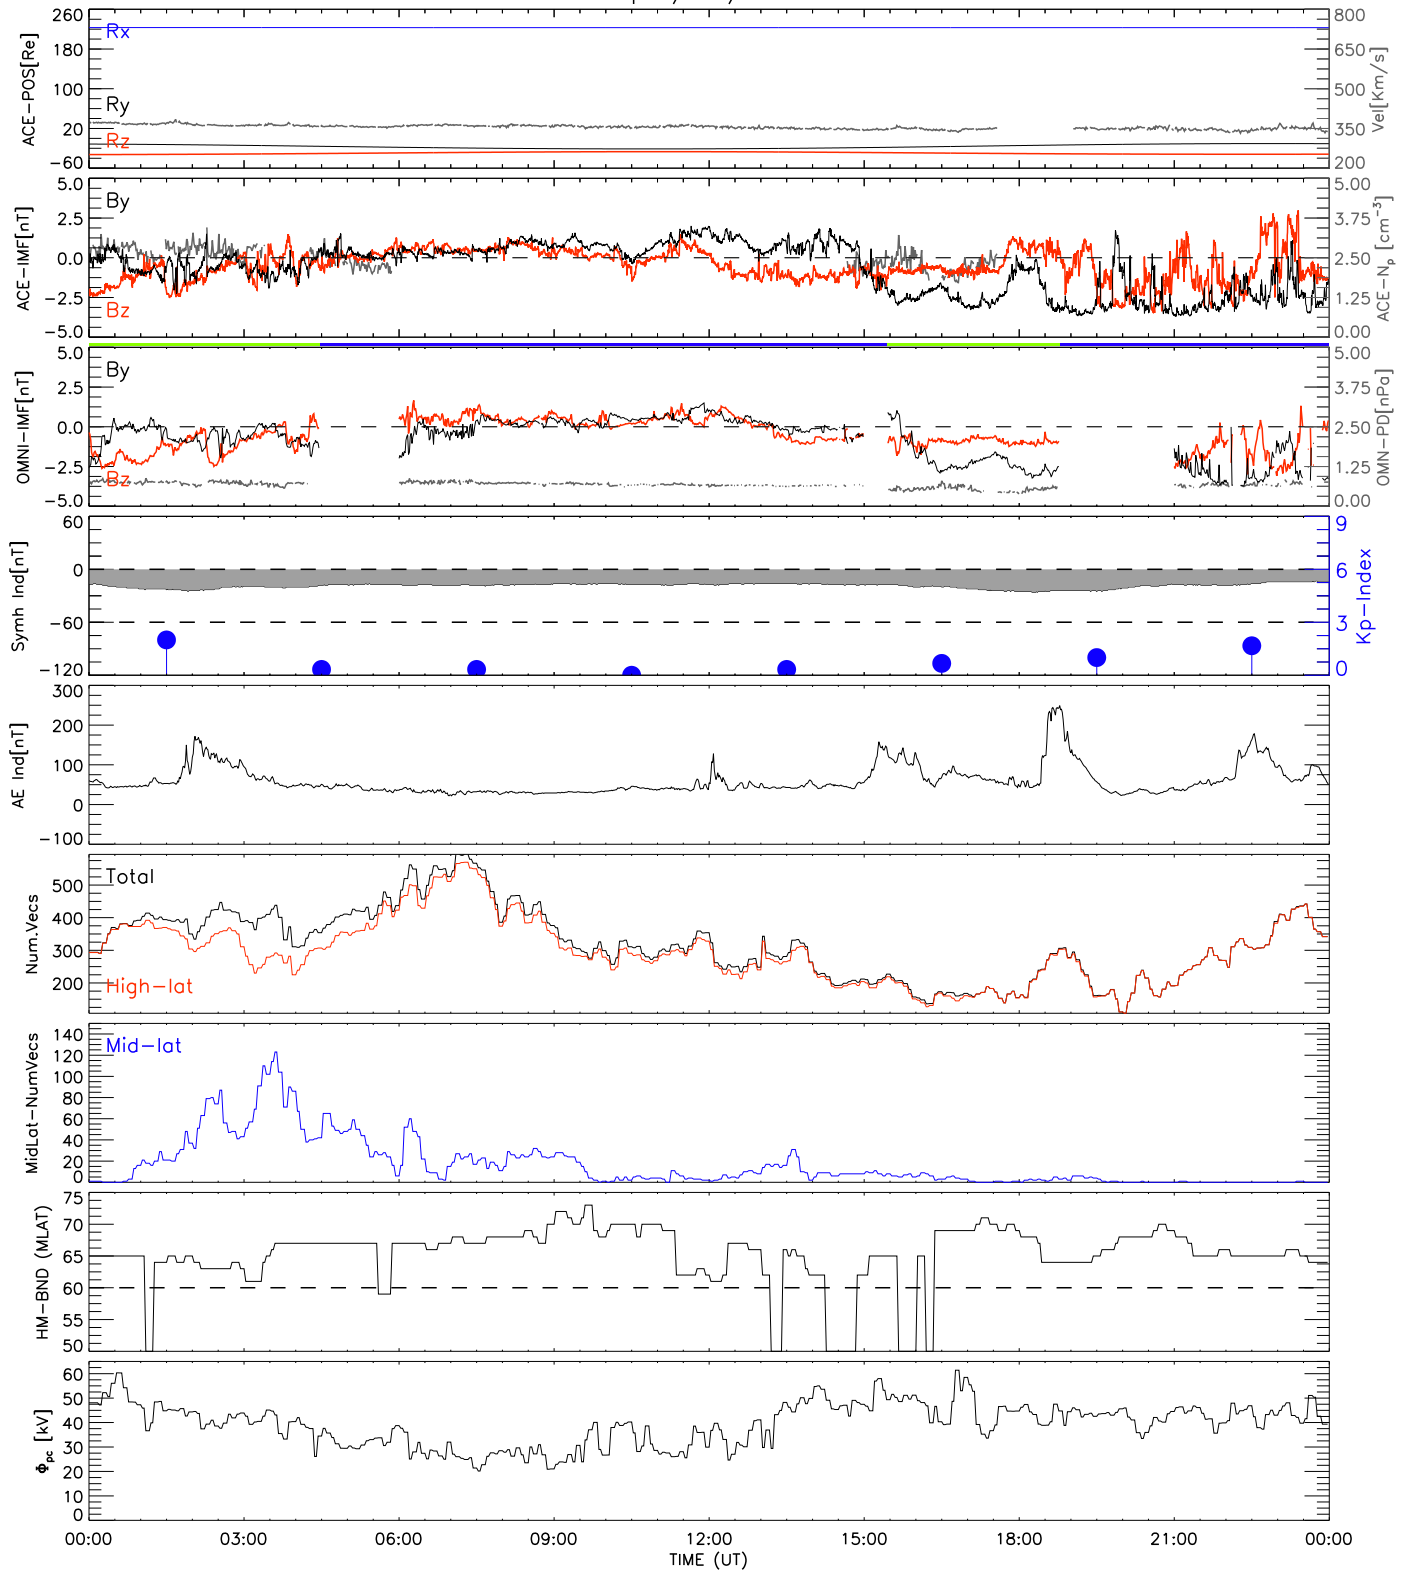 260
180
100
20
−60
ACE−POS[Re]
Rx
Ry
Rz
800
650
500
350
200
Vel[Km/s]
5.0
2.5
0.0
−2.5
−5.0
ACE−IMF[nT]
By
Bz
5.00
3.75
2.50
1.25
0.00
ACE−Np [cm−3]
5.0
2.5
0.0
−2.5
−5.0
OMNI−IMF[nT]
By
Bz
5.00
3.75
2.50
1.25
0.00
OMN−PD[nPa]
60
0
−60
−120
Symh Ind[nT]
9
6
3
0
Kp−Index
300
200
100
0
−100
AE Ind[nT]
500
400
300
200
Num.Vecs
Total
High−lat
140
120
100
80
60
40
20
0
MidLat−NumVecs
Mid−lat
75
70
65
60
55
50
HM−BND (MLAT)
60
50
40
30
20
10
0
Φpc [kV]
00:00 03:00 06:00 09:00 12:00 15:00 18:00 21:00 00:00
TIME (UT)